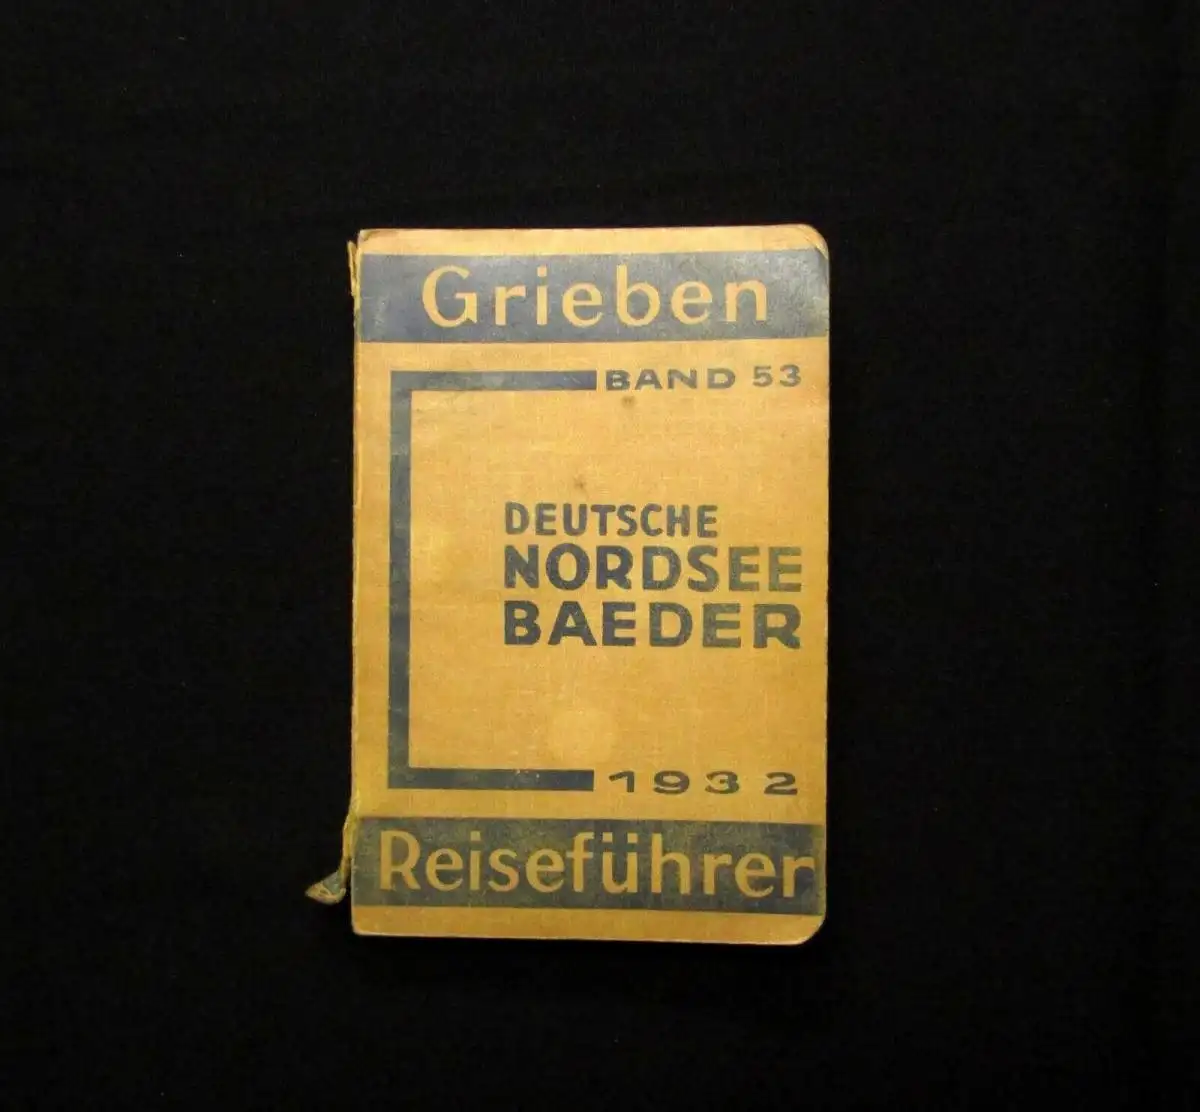 Grieben
BAND 53
DEUTSCHE
NORDSEE
BAEDER
1932
Reiseführer